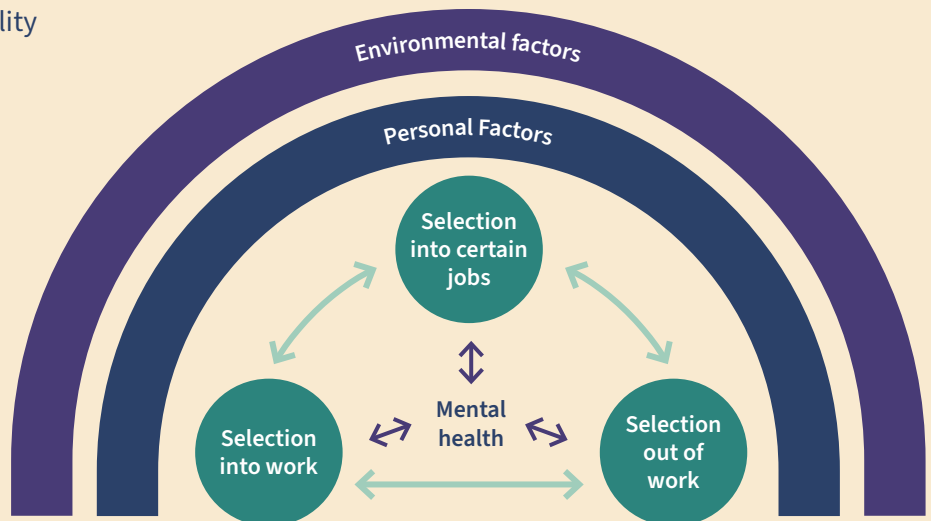 lity
Environmental factors
Personal Factors
Selection
into certain
jobs
Mental
health
Selection
into work
Selection
out of
work